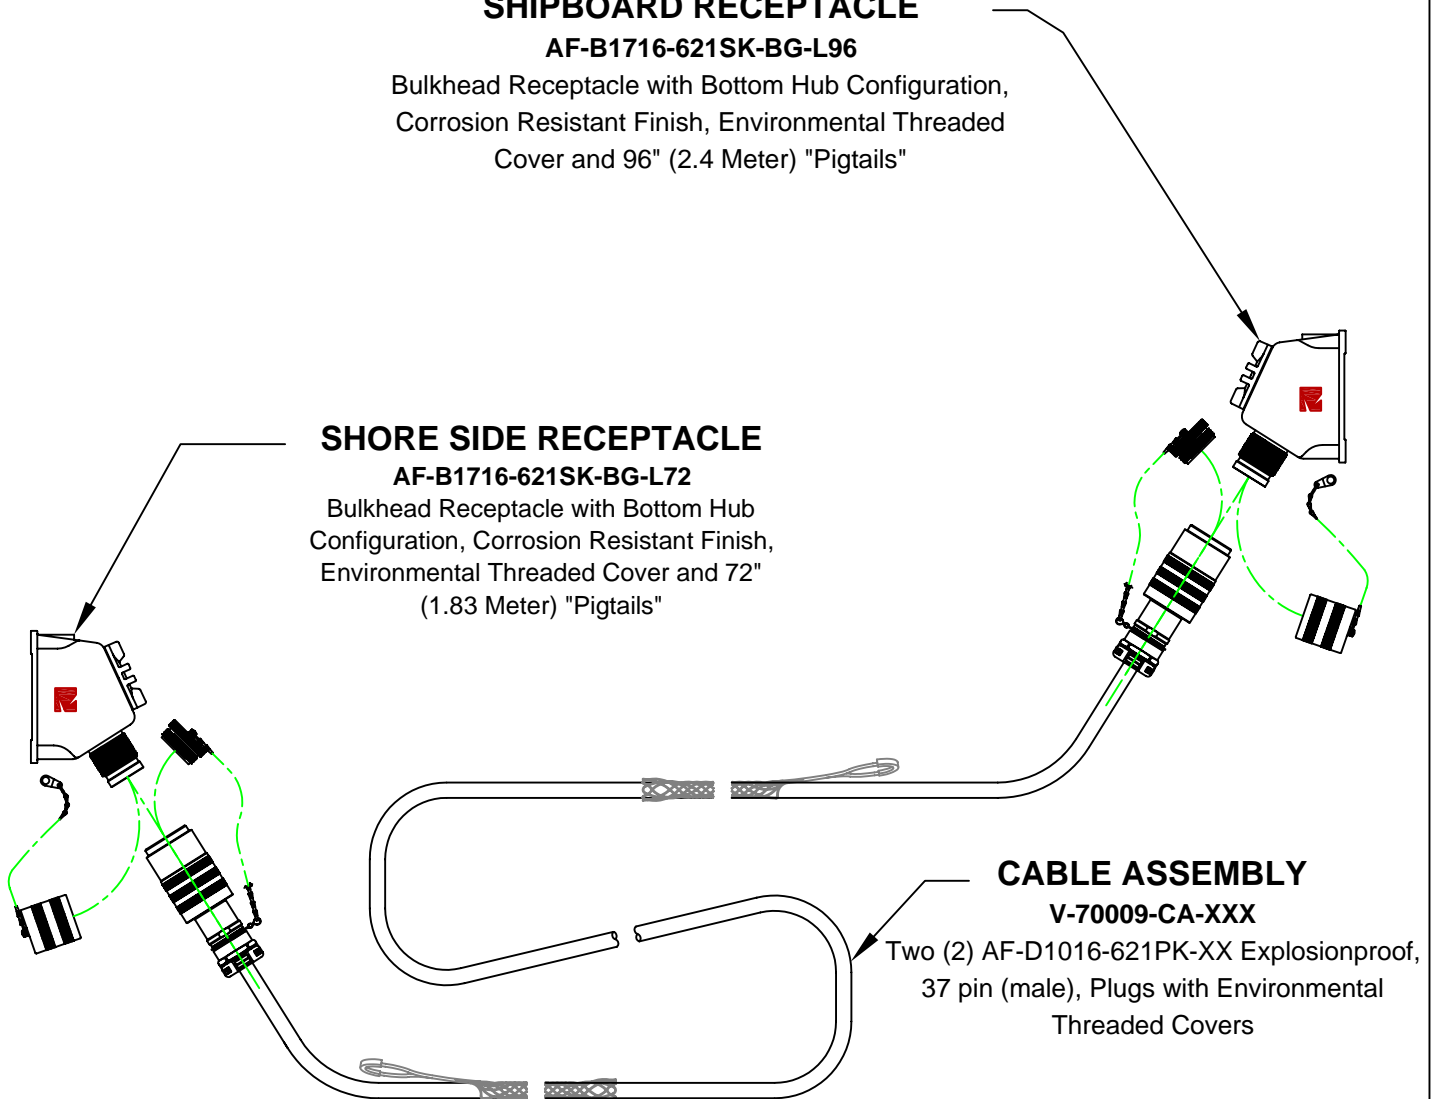 SHIPBOARD RECEPTACLE
AF-B1716-621SK-BG-L96
Bulkhead Receptacle with Bottom Hub Configuration,
Corrosion Resistant Finish, Environmental Threaded
Cover and 96" (2.4 Meter) "Pigtails"
SHORE SIDE RECEPTACLE
AF-B1716-621SK-BG-L72
Bulkhead Receptacle with Bottom Hub
Configuration, Corrosion Resistant Finish,
Environmental Threaded Cover and 72"
(1.83 Meter) "Pigtails"
CABLE ASSEMBLY
V-70009-CA-XXX
Two (2) AF-D1016-621PK-XX Explosionproof,
37 pin (male), Plugs with Environmental
Threaded Covers